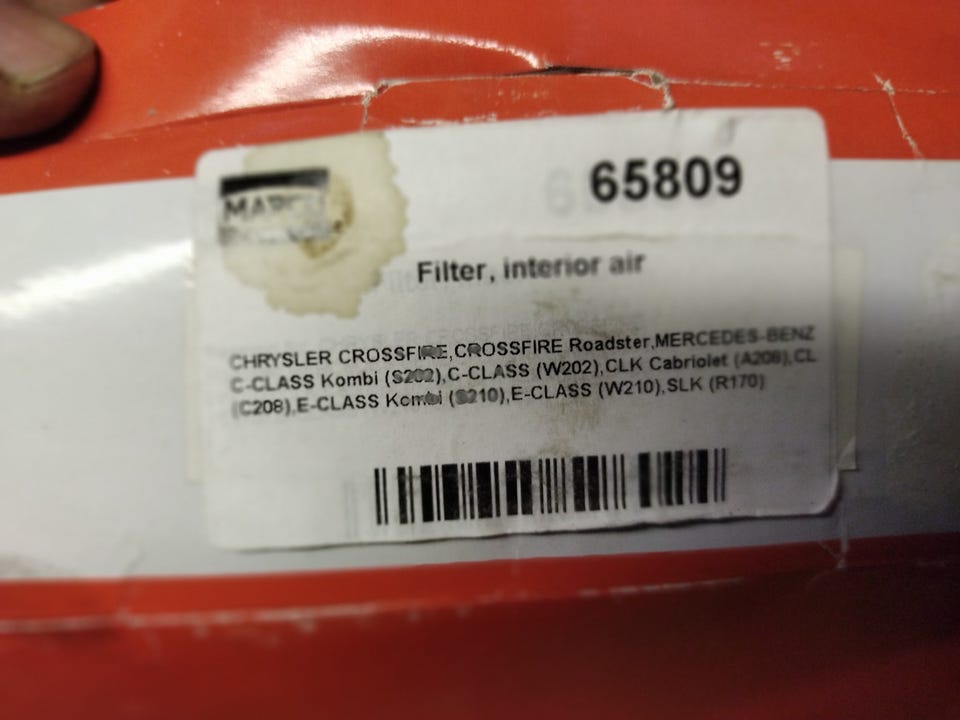 65809
Filter, interior air
CHRYSLER CROSSFIRE,CROSSFIRE Roadster,MERCEDES-BENZ
C-CLASS Kombi (S202),C-CLASS (W202),CLK Cabriolet (A208),CL
(C208),E-CLASS Kombi (S210),E-CLASS (W210),SLK (R170)